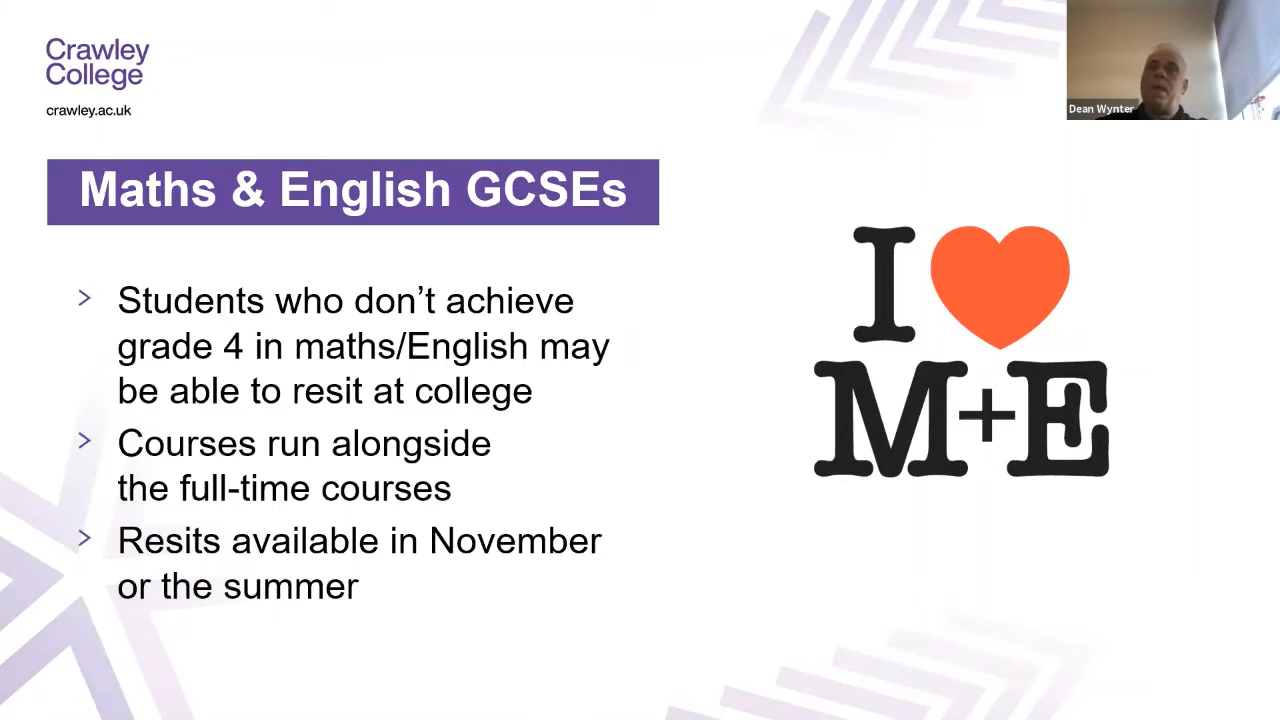 Crawley
College
crawley.ac.uk
Dean Wynter
Maths & English GCSEs
> Students who don’t achieve
grade 4 in maths/English may
be able to resit at college
> Courses run alongside
the full-time courses
> Resits available in November
or the summer
I
M+E